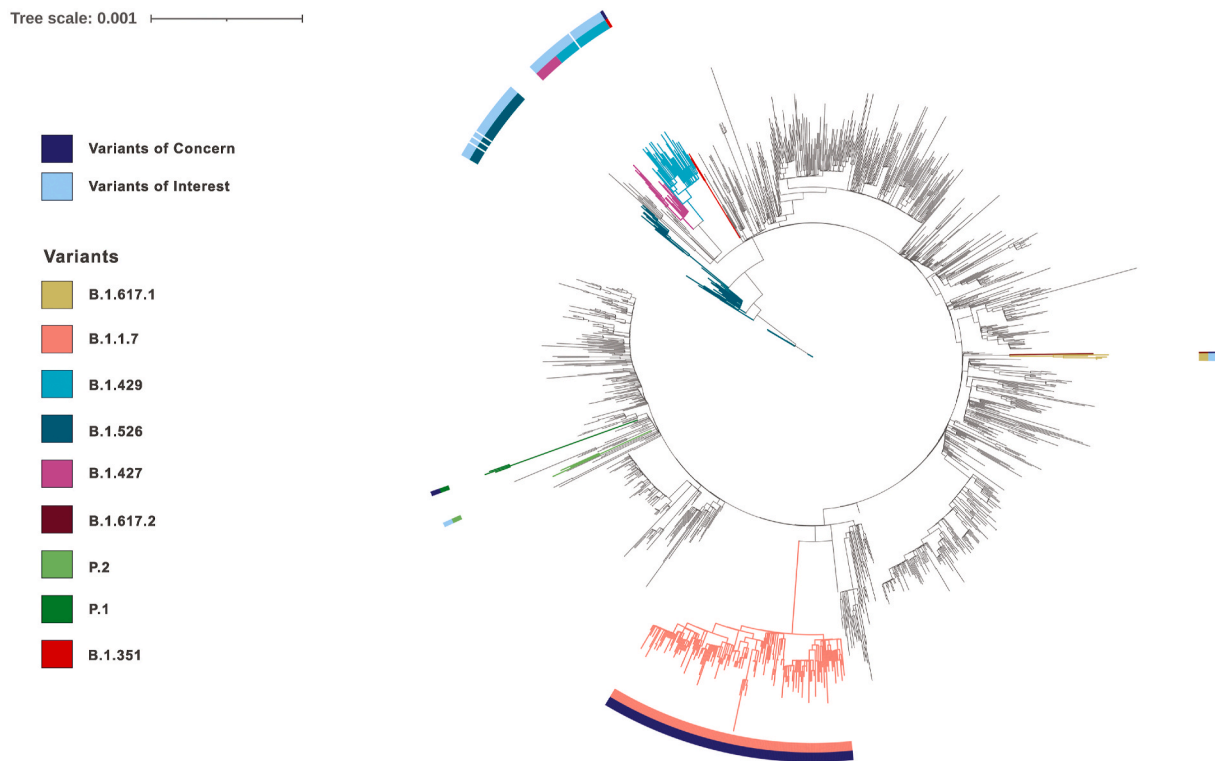 Tree scale: 0.001
Variants of Concern
Variants of Interest
Variants
B.1.617.1
B.1.1.7
B.1.429
B.1.526
B.1.427
B.1.617.2
P.2
P.1
B.1.351